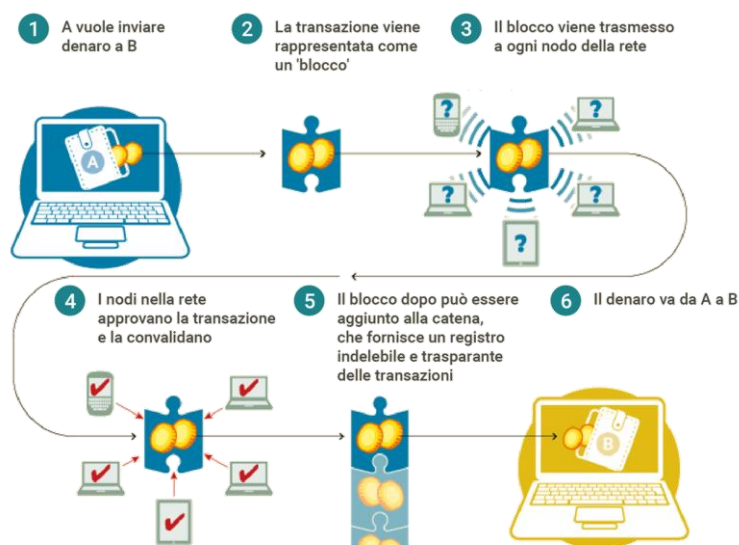 1
A vuole inviare
denaro a B
2
La transazione viene
rappresentata come
un 'blocco'
3
Il blocco viene trasmesso
a ogni nodo della rete
A
?
?
?
?
?
4
I nodi nella rete
approvano la transazione
e la convalidano
5
Il blocco dopo può essere
aggiunto alla catena,
che fornisce un registro
indelebile e trasparante
delle transazioni
6
Il denaro va da A a B
B